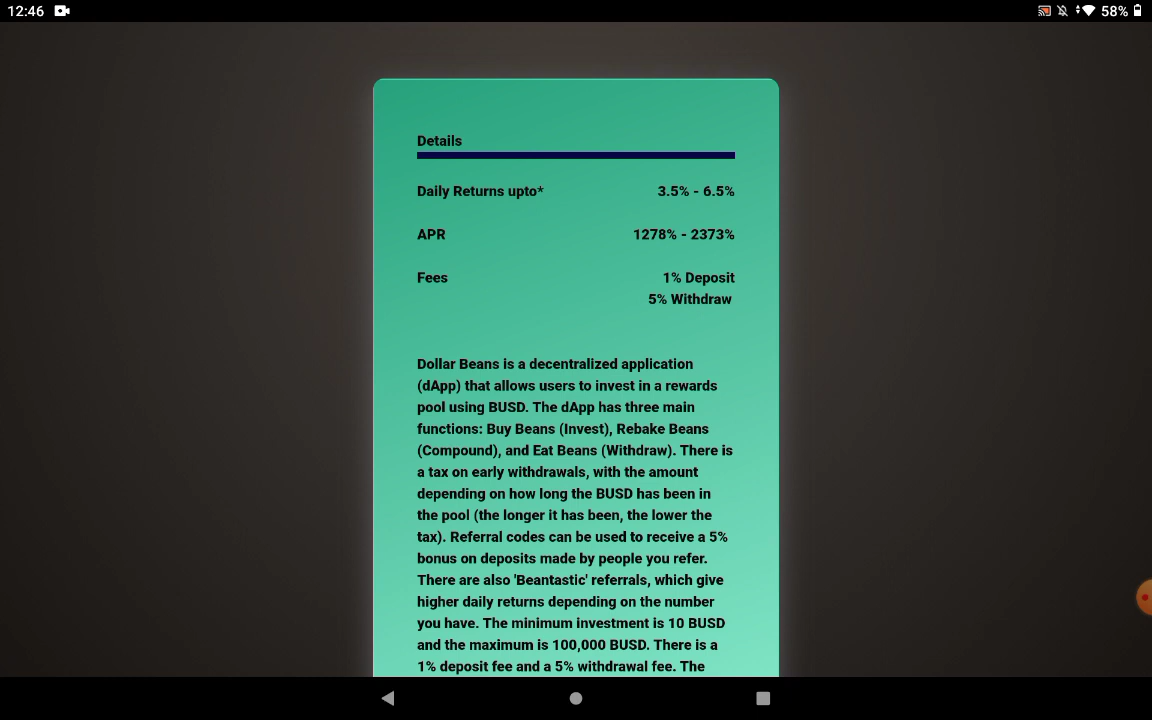 12:46
58%
Details
Daily Returns upto* 3.5% - 6.5%
APR 1278% - 2373%
Fees 1% Deposit
5% Withdraw
Dollar Beans is a decentralized application
(dApp) that allows users to invest in a rewards
pool using BUSD. The dApp has three main
functions: Buy Beans (Invest), Rebake Beans
(Compound), and Eat Beans (Withdraw). There is
a tax on early withdrawals, with the amount
depending on how long the BUSD has been in
the pool (the longer it has been, the lower the
tax). Referral codes can be used to receive a 5%
bonus on deposits made by people you refer.
There are also 'Beantastic' referrals, which give
higher daily returns depending on the number
you have. The minimum investment is 10 BUSD
and the maximum is 100,000 BUSD. There is a
1% deposit fee and a 5% withdrawal fee. The